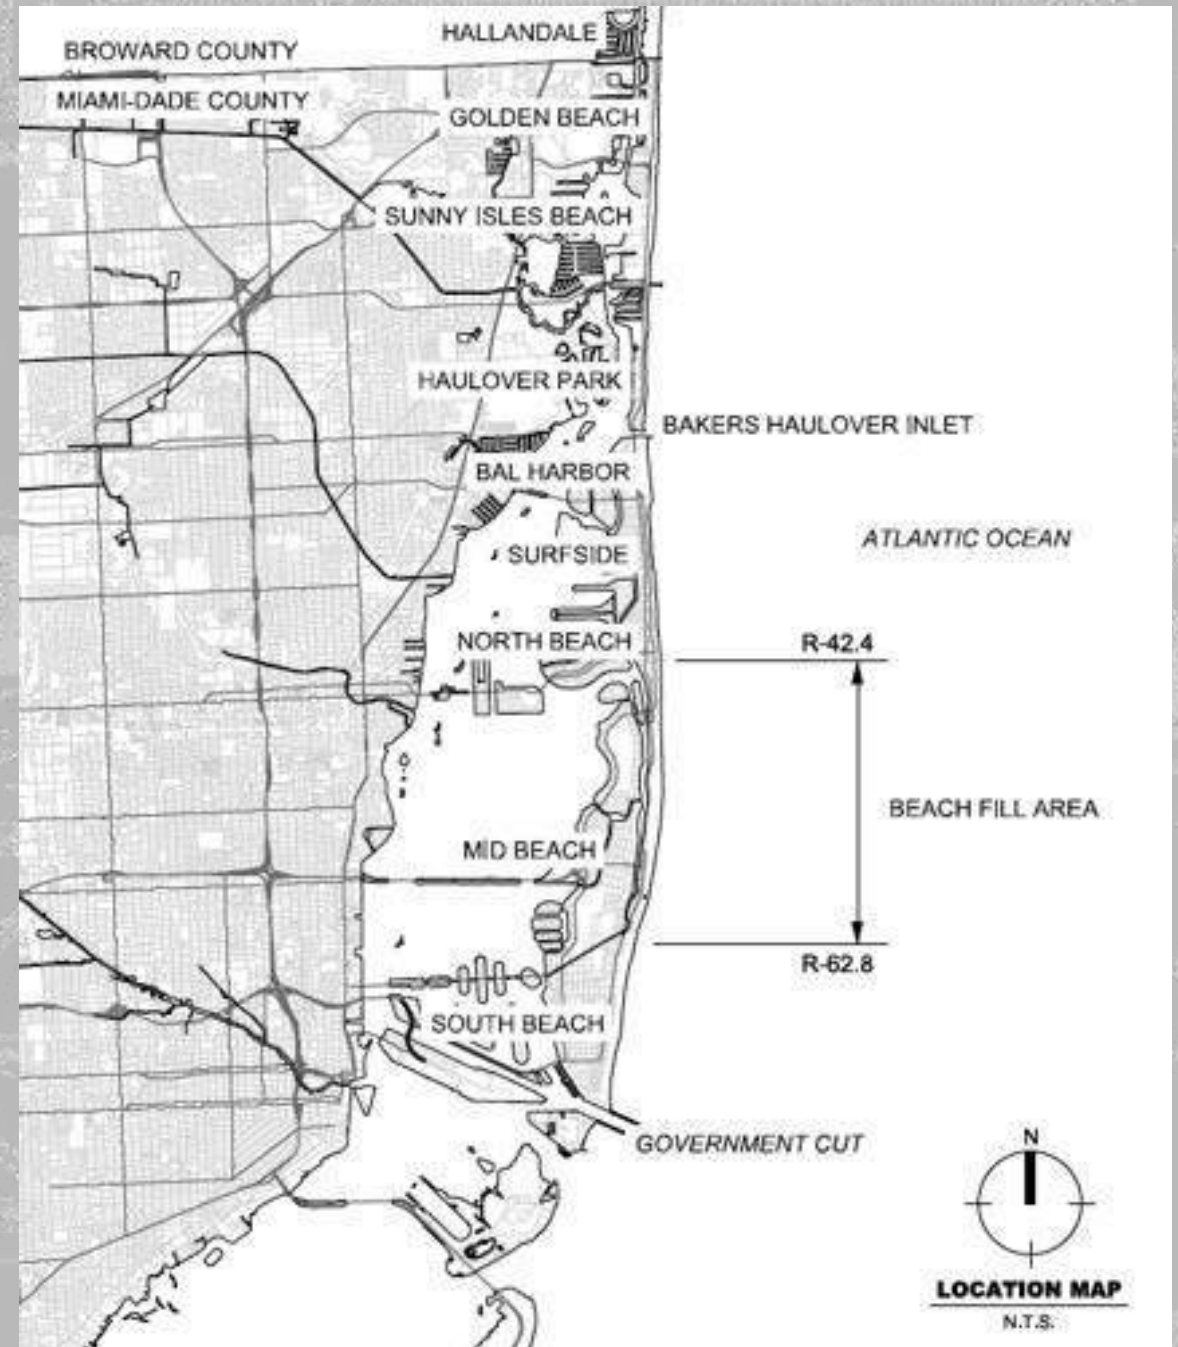 HALLANDALE
BROWARD COUNTY
MIAMI-DADE COUNTY
GOLDEN BEACH
SUNNY ISLES BEACH
HAULOVER PARK
BAKERS HAULOVER INLET
BAL HARBOR
ATLANTIC OCEAN
SURFSIDE
NORTH BEACH
R-42.4
BEACH FILL AREA
MID BEACH
R-62.8
SOUTH BEACH
GOVERNMENT CUT
N
LOCATION MAP
N.T.S.